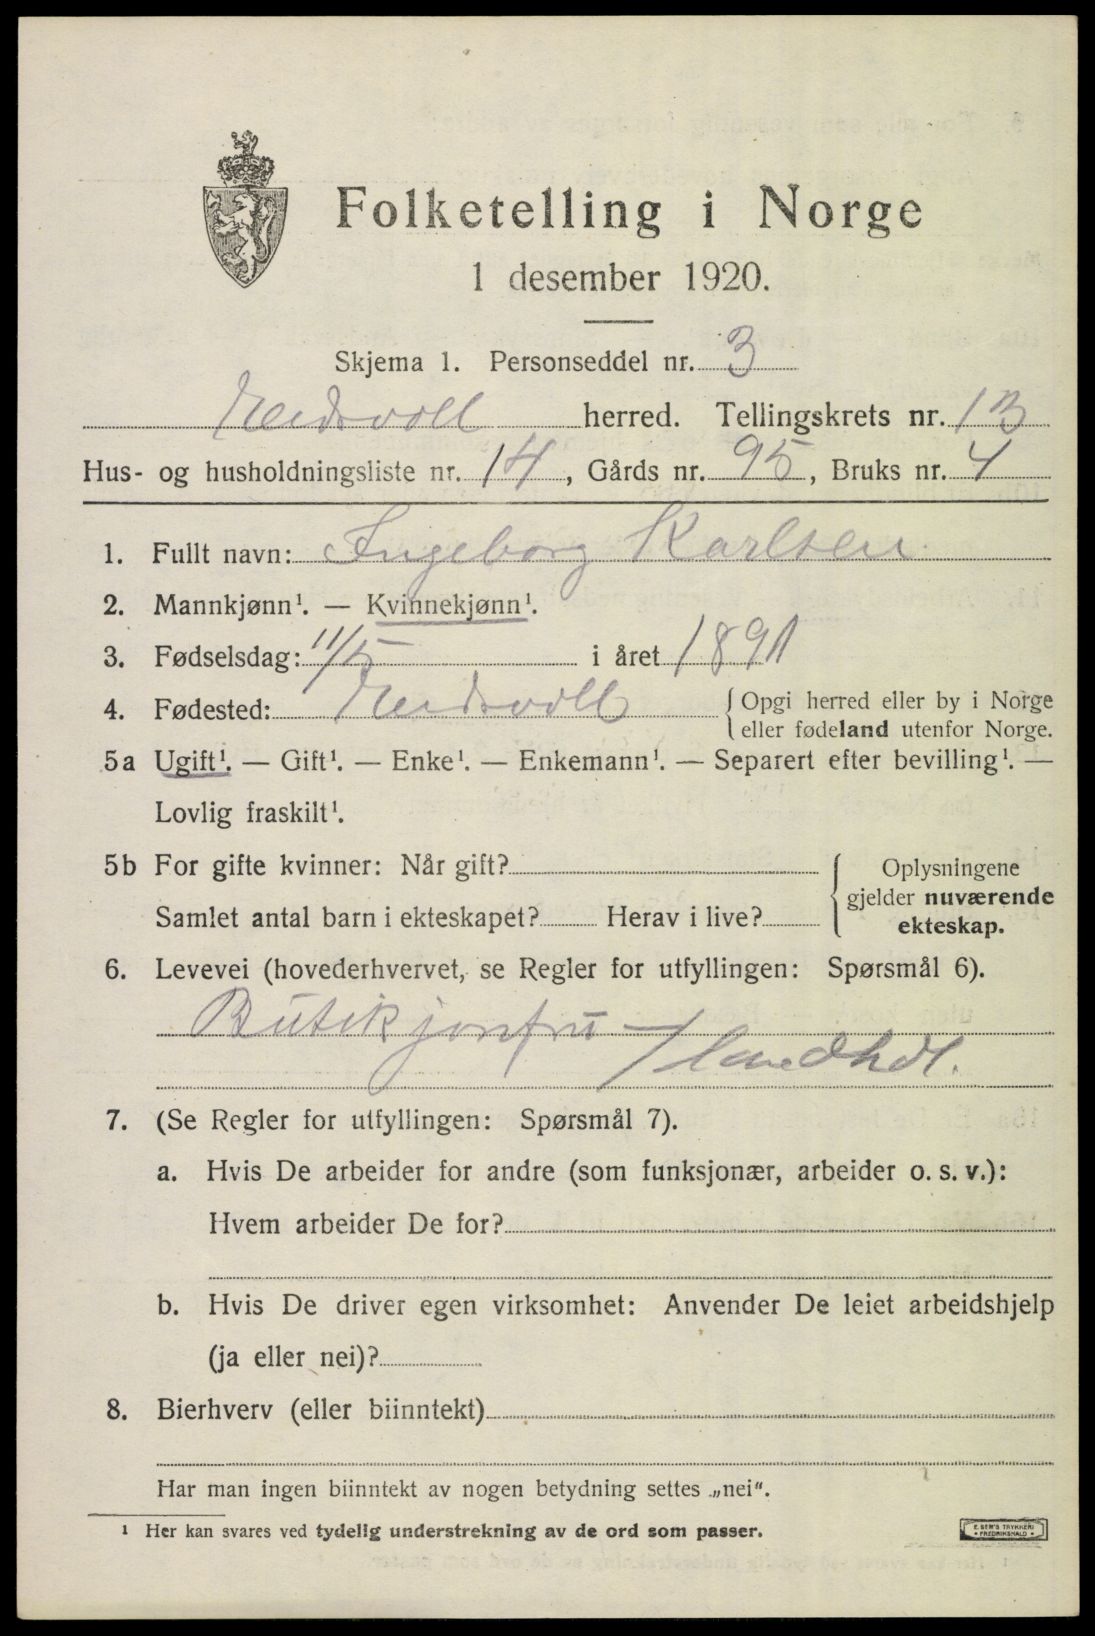 Folketelling i Norge
1 desember 1920.
Skjema 1. Personseddel nr. 3
Eidsvoll herred. Tellingskrets nr. 13
Hus- og husholdningsliste nr. 14, Gårds nr. 95, Bruks nr. 4
1. Fullt navn: Ingeborg Karlsen.
2. Mannkjønn¹. — Kvinnekjønn¹.
3. Fødselsdag: 11/5 i året 1891
4. Fødested: Eidsvoll { Opgi herred eller by i Norge
eller fødeland utenfor Norge.
5a Ugift¹. — Gift¹. — Enke¹. — Enkemann¹. — Separert efter bevilling¹. —
Lovlig fraskilt¹.
5b For gifte kvinner: Når gift? { Oplysningene
gjelder nuværende
Samlet antal barn i ekteskapet? Herav i live?
ekteskap.
6. Levevei (hovederhvervet, se Regler for utfyllingen: Spørsmål 6).
Butikjomfru
/ landhdl.
7. (Se Regler for utfyllingen: Spørsmål 7).
a. Hvis De arbeider for andre (som funksjonær, arbeider o. s. v.):
Hvem arbeider De for?
b. Hvis De driver egen virksomhet: Anvender De leiet arbeidshjelp
(ja eller nei)?
8. Bierhverv (eller biinntekt)
Har man ingen biinntekt av nogen betydning settes „nei".
¹ Her kan svares ved tydelig understrekning av de ord som passer.
E. SEM'S TRYKKERI
FREDRIKSHALD